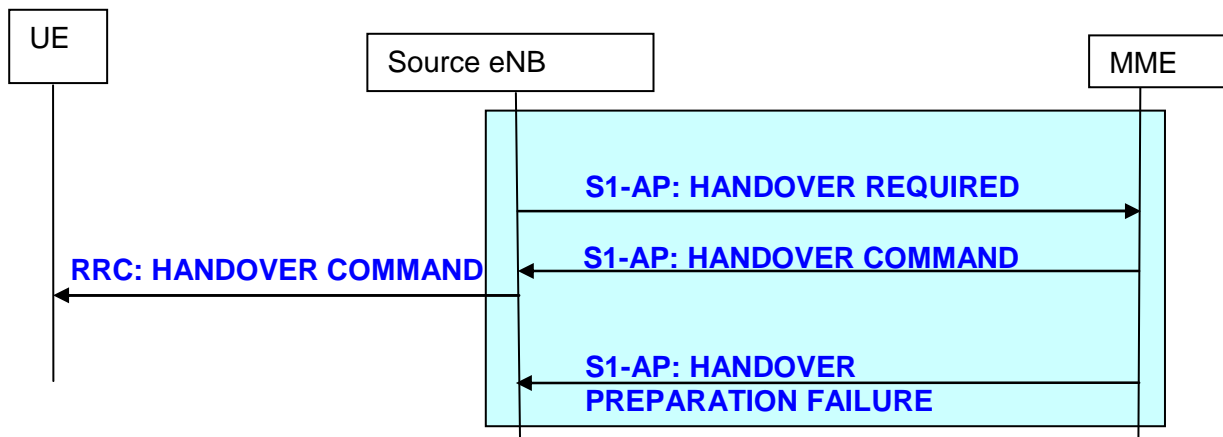 UE
Source eNB
MME
S1-AP: HANDOVER REQUIRED
S1-AP: HANDOVER COMMAND
RRC: HANDOVER COMMAND
S1-AP: HANDOVER
PREPARATION FAILURE